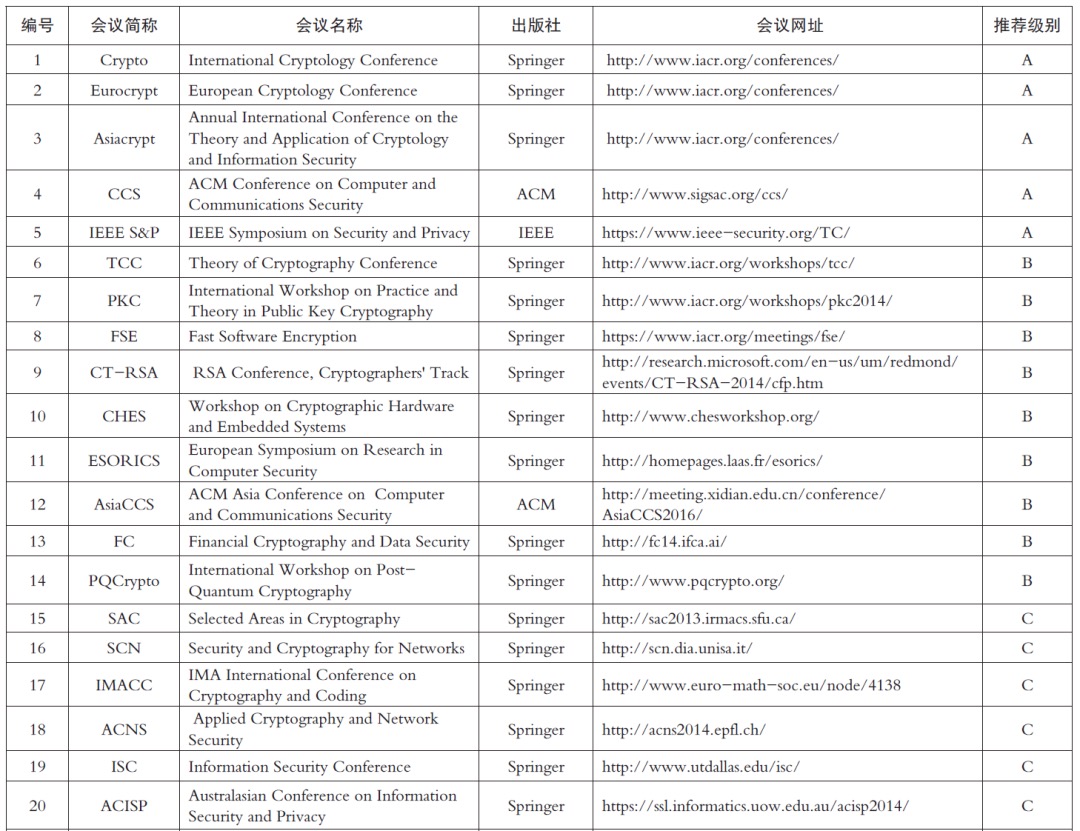 编号 会议简称 会议名称 出版社 会议网址 推荐级别
1 Crypto International Cryptology Conference Springer http://www.iacr.org/conferences/ A
2 Eurocrypt European Cryptology Conference Springer http://www.iacr.org/conferences/ A
3 Asiacrypt Annual International Conference on the
Theory and Application of Cryptology
and Information Security Springer http://www.iacr.org/conferences/ A
4 CCS ACM Conference on Computer and
Communications Security ACM http://www.sigsac.org/ccs/ A
5 IEEE S&P IEEE Symposium on Security and Privacy IEEE https://www.ieee-security.org/TC/ A
6 TCC Theory of Cryptography Conference Springer http://www.iacr.org/workshops/tcc/ B
7 PKC International Workshop on Practice and
Theory in Public Key Cryptography Springer http://www.iacr.org/workshops/pkc2014/ B
8 FSE Fast Software Encryption Springer https://www.iacr.org/meetings/fse/ B
9 CT-RSA RSA Conference, Cryptographers' Track Springer http://research.microsoft.com/en-us/um/redmond/
events/CT-RSA-2014/cfp.htm B
10 CHES Workshop on Cryptographic Hardware
and Embedded Systems Springer http://www.chesworkshop.org/ B
11 ESORICS European Symposium on Research in
Computer Security Springer http://homepages.laas.fr/esorics/ B
12 AsiaCCS ACM Asia Conference on Computer
and Communications Security ACM http://meeting.xidian.edu.cn/conference/
AsiaCCS2016/ B
13 FC Financial Cryptography and Data Security Springer http://fc14.ifca.ai/ B
14 PQCrypto International Workshop on Post-
Quantum Cryptography Springer http://www.pqcrypto.org/ B
15 SAC Selected Areas in Cryptography Springer http://sac2013.irmacs.sfu.ca/ C
16 SCN Security and Cryptography for Networks Springer http://scn.dia.unisa.it/ C
17 IMACC IMA International Conference on
Cryptography and Coding Springer http://www.euro-math-soc.eu/node/4138 C
18 ACNS Applied Cryptography and Network
Security Springer http://acns2014.epfl.ch/ C
19 ISC Information Security Conference Springer http://www.utdallas.edu/isc/ C
20 ACISP Australasian Conference on Information
Security and Privacy Springer https://ssl.informatics.uow.edu.au/acisp2014/ C